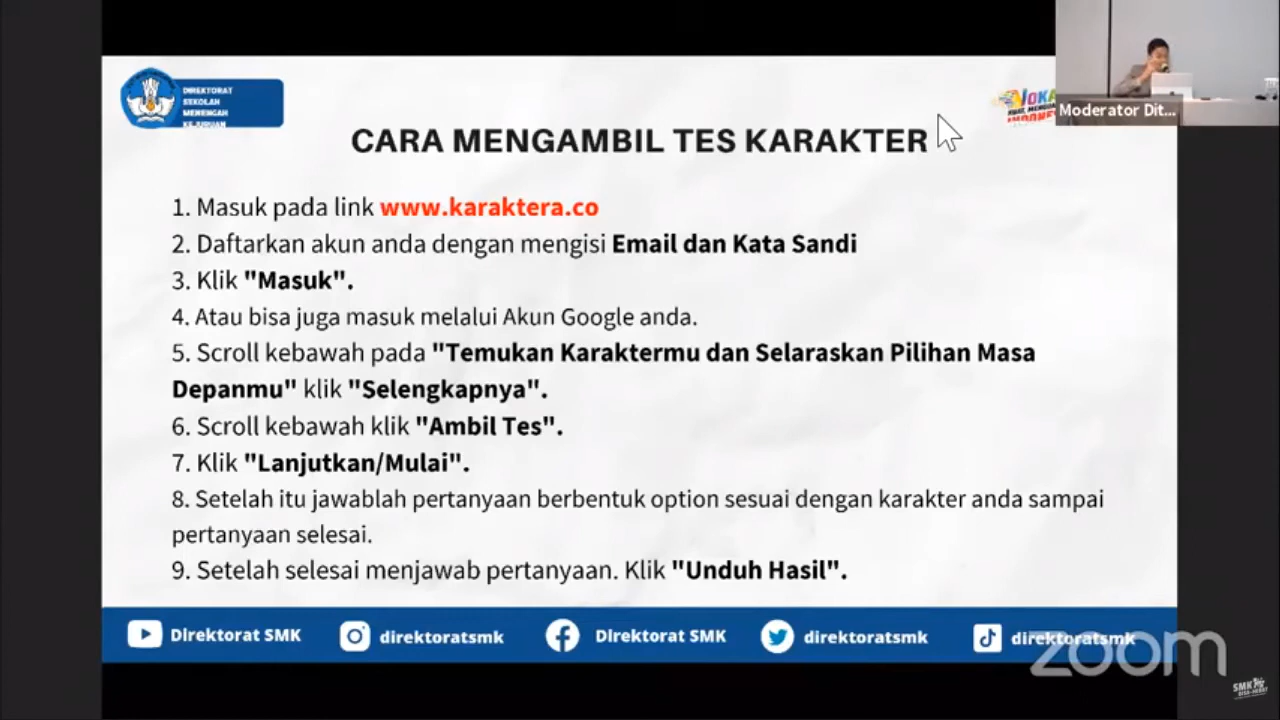 DIREKTORAT
SEKOLAH
MENENGAH
KEJURUAN
Moderator Dit...
CARA MENGAMBIL TES KARAKTER
1. Masuk pada link www.karaktera.co
2. Daftarkan akun anda dengan mengisi Email dan Kata Sandi
3. Klik "Masuk".
4. Atau bisa juga masuk melalui Akun Google anda.
5. Scroll kebawah pada "Temukan Karaktermu dan Selaraskan Pilihan Masa
Depanmu" klik "Selengkapnya".
6. Scroll kebawah klik "Ambil Tes".
7. Klik "Lanjutkan/Mulai".
8. Setelah itu jawablah pertanyaan berbentuk option sesuai dengan karakter anda sampai
pertanyaan selesai.
9. Setelah selesai menjawab pertanyaan. Klik "Unduh Hasil".
Direktorat SMK direktoratsmk Direktorat SMK direktoratsmk direktoratsmk
zoom
SMK